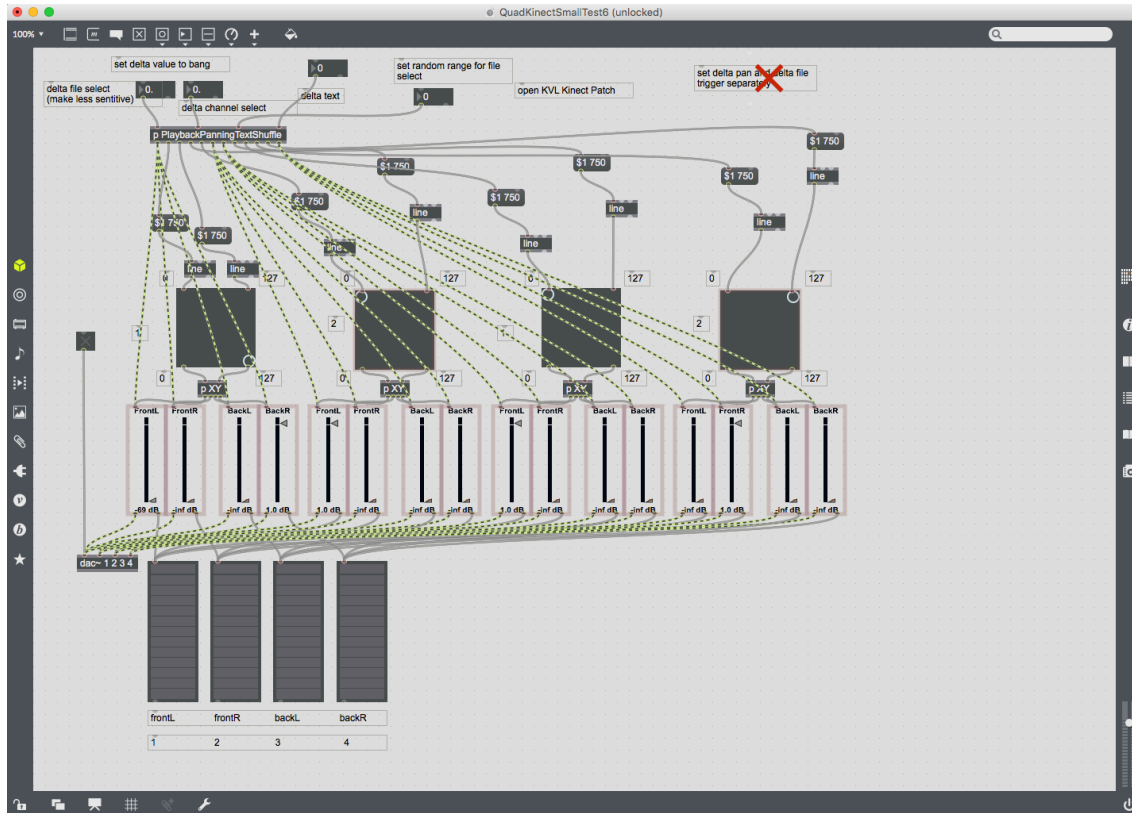 QuadKinectSmallTest6 (unlocked)
100%
set delta value to bang
0
set random range for file
select
set delta pan and delta file
trigger separately
delta file select
(make less sentitive)
0.
0.
delta text
0
open KVL Kinect Patch
delta channel select
p PlaybackPanningTextShuffle
$1 750
$1 750
$1 750
$1 750
line
$1 750
$1 750
line
line
line
$1 750
$1 750
line
line
line
line
0
127
0
127
0
127
0
127
1
2
1
2
0
127
0
127
0
127
0
127
p XY
p XY
p XY
p XY
FrontL FrontR BackL BackR FrontL FrontR BackL BackR FrontL FrontR BackL BackR FrontL FrontR BackL BackR
-69 dB -inf dB -inf dB 1.0 dB 1.0 dB -inf dB -inf dB -inf dB 1.0 dB -inf dB -inf dB -inf dB -inf dB 1.0 dB -inf dB -inf dB
dac~ 1 2 3 4
frontL frontR backL backR
1 2 3 4